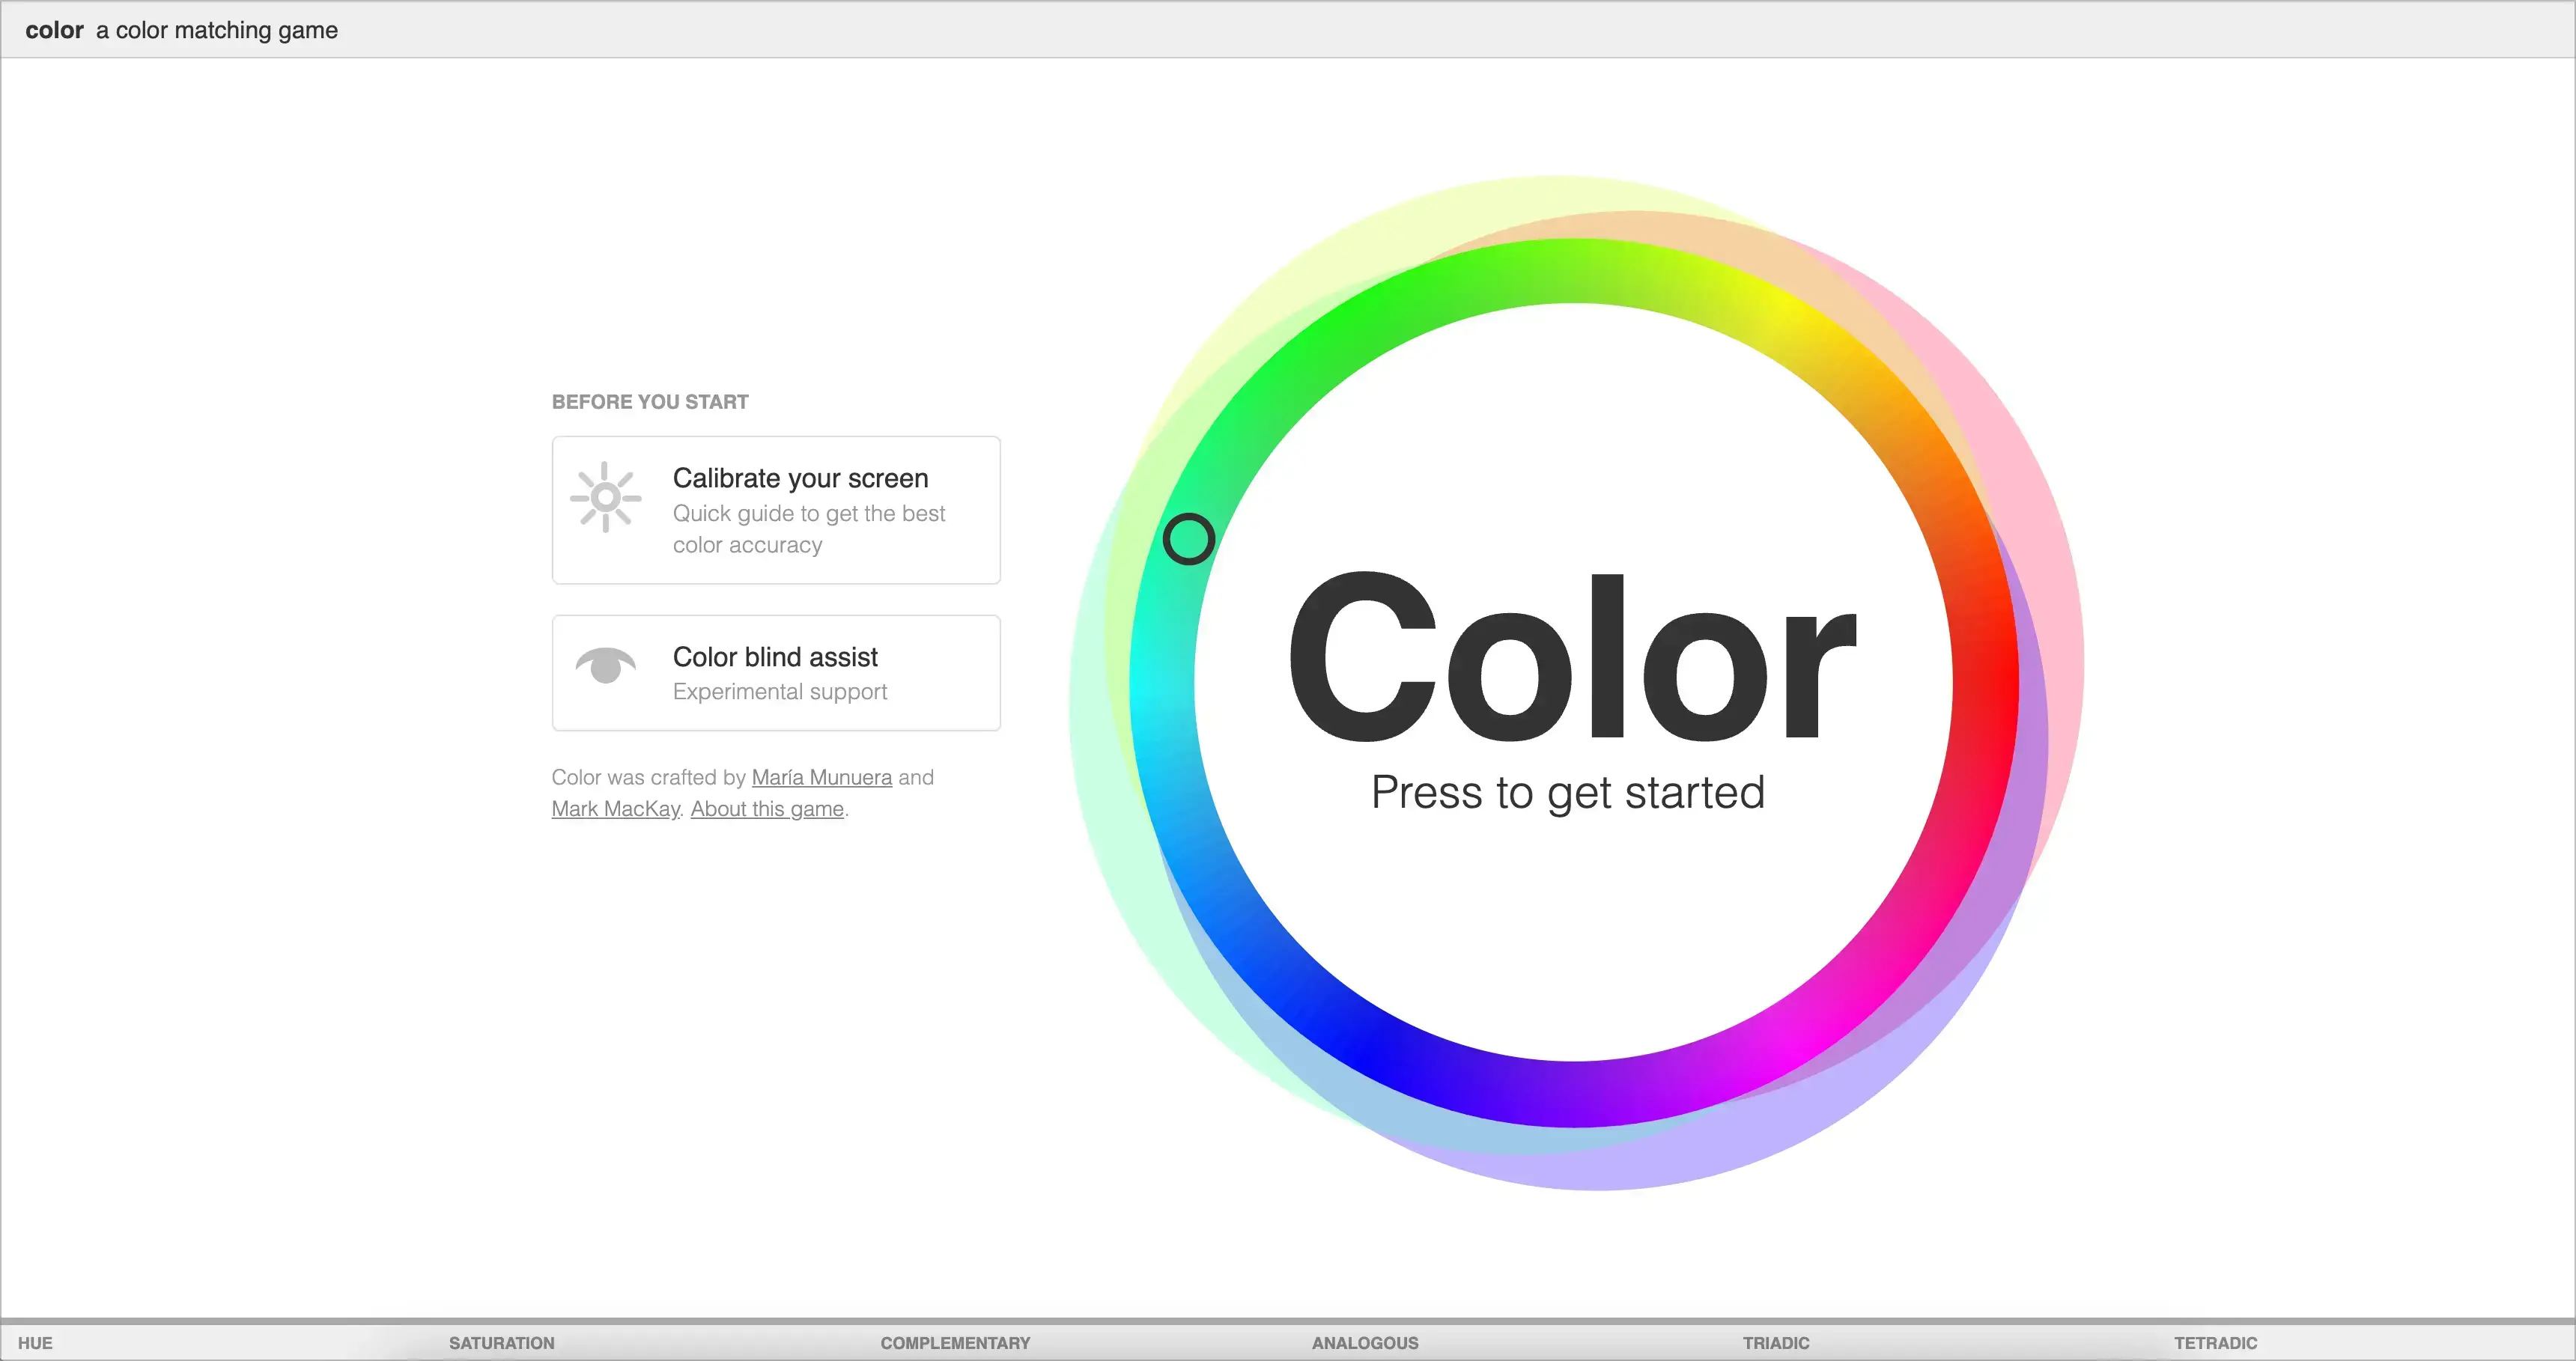 color a color matching game
BEFORE YOU START
Calibrate your screen
Quick guide to get the best
color accuracy
Color blind assist
Experimental support
Color was crafted by María Munuera and
Mark MacKay. About this game.
Color
Press to get started
HUE
SATURATION
COMPLEMENTARY
ANALOGOUS
TRIADIC
TETRADIC